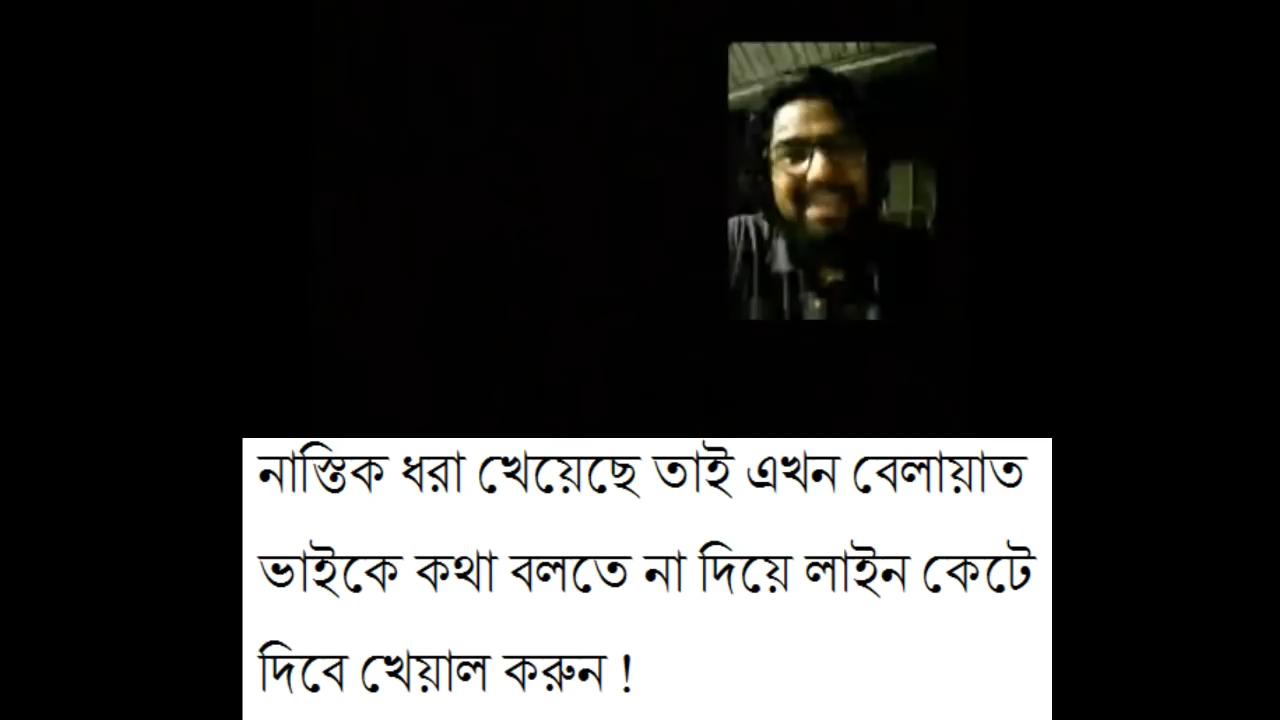 নাস্তিক ধরা খেয়েছে তাই এখন বেলায়াত
ভাইকে কথা বলতে না দিয়ে লাইন কেটে
দিবে খেয়াল করুন !